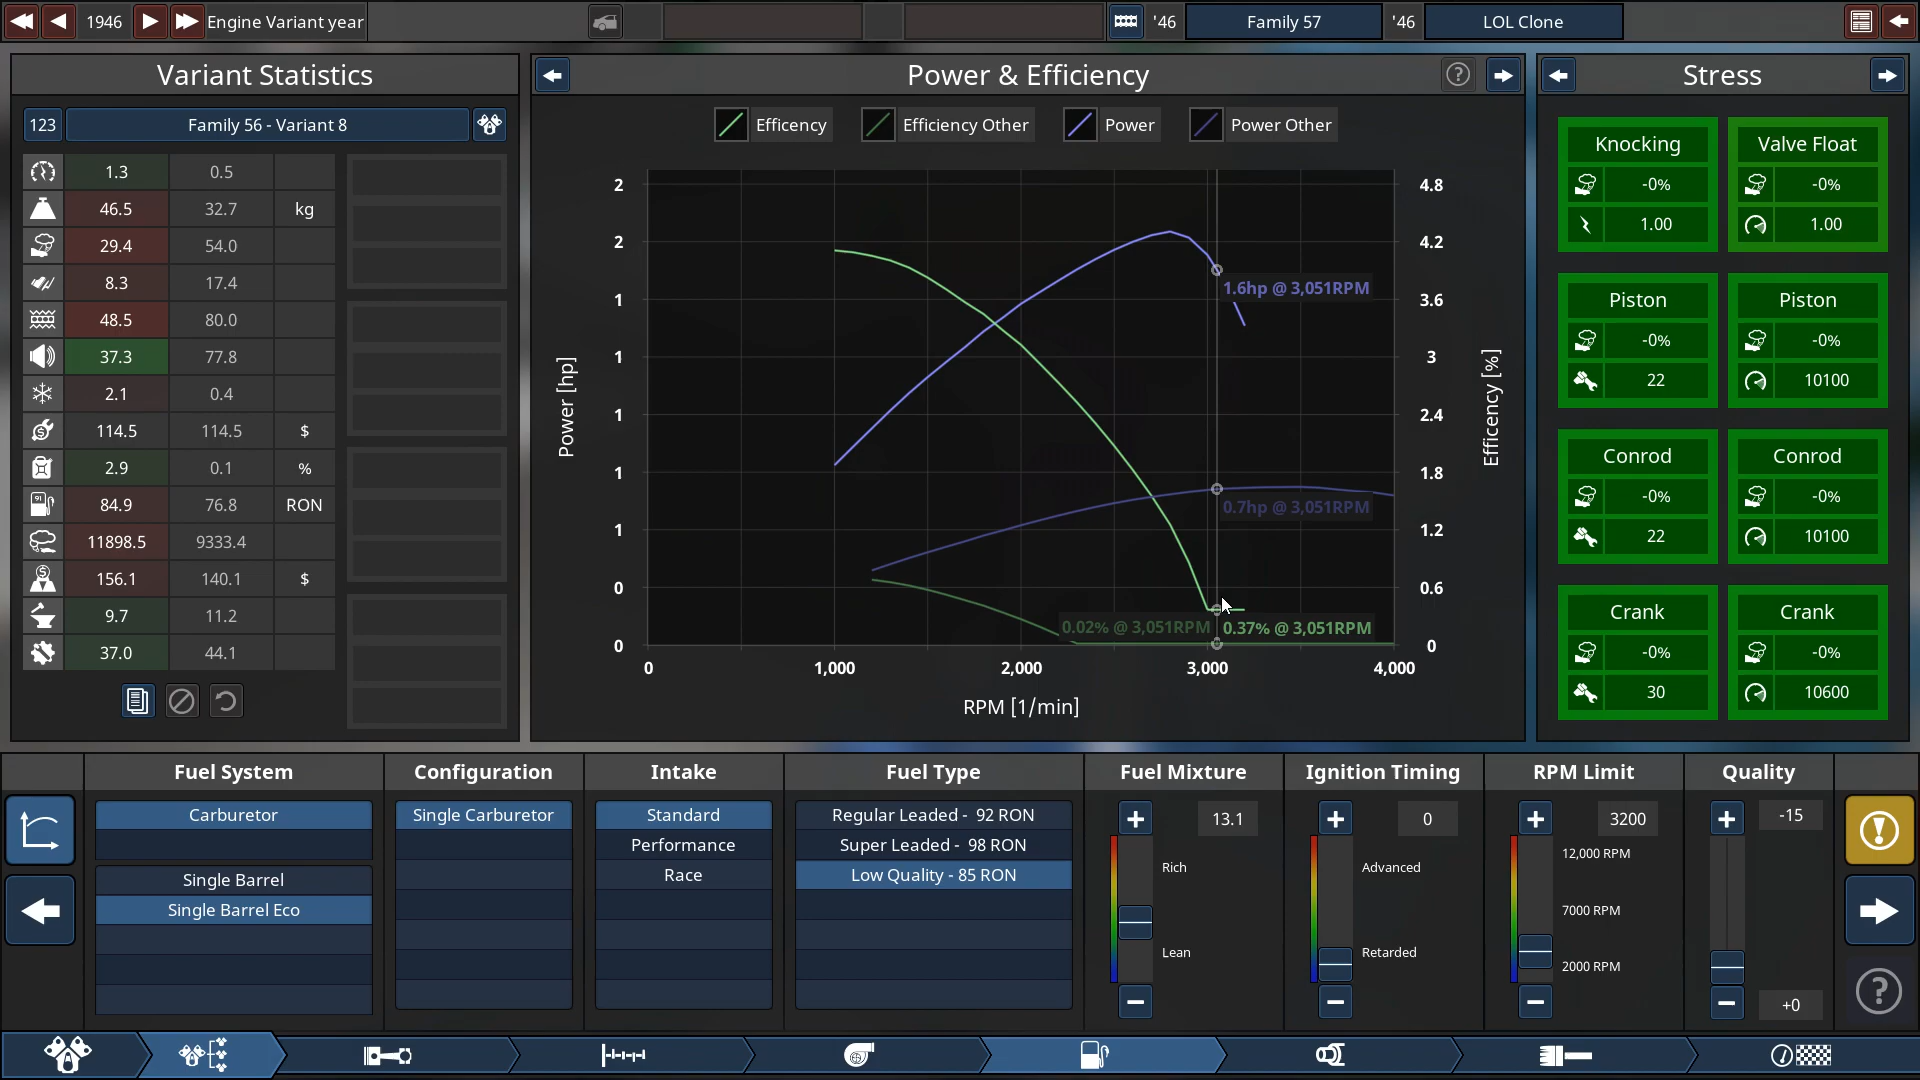 1946 Engine Variant year '46 Family 57 '46 LOL Clone
Variant Statistics
123 Family 56 - Variant 8
1.3 0.5
46.5 32.7 kg
29.4 54.0
8.3 17.4
48.5 80.0
37.3 77.8
2.1 0.4
114.5 114.5 $
2.9 0.1 %
84.9 76.8 RON
11898.5 9333.4
156.1 140.1 $
9.7 11.2
37.0 44.1
Power & Efficiency
Efficency Efficiency Other Power Power Other
2 4.8
2 4.2
1 3.6
1 3
1 2.4
1 1.8
1 1.2
0 0.6
0 0
Power [hp]
Efficency [%]
1.6hp @ 3,051RPM
0.7hp @ 3,051RPM
0.02% @ 3,051RPM 0.37% @ 3,051RPM
0 1,000 2,000 3,000 4,000
RPM [1/min]
Stress
Knocking Valve Float
-0% -0%
1.00 1.00
Piston Piston
-0% -0%
22 10100
Conrod Conrod
-0% -0%
22 10100
Crank Crank
-0% -0%
30 10600
Fuel System
Carburetor
Single Barrel
Single Barrel Eco
Configuration
Single Carburetor
Intake
Standard
Performance
Race
Fuel Type
Regular Leaded - 92 RON
Super Leaded - 98 RON
Low Quality - 85 RON
91
Fuel Mixture
13.1
Rich
Lean
Ignition Timing
0
Advanced
Retarded
RPM Limit
3200
12,000 RPM
7000 RPM
2000 RPM
Quality
-15
+0